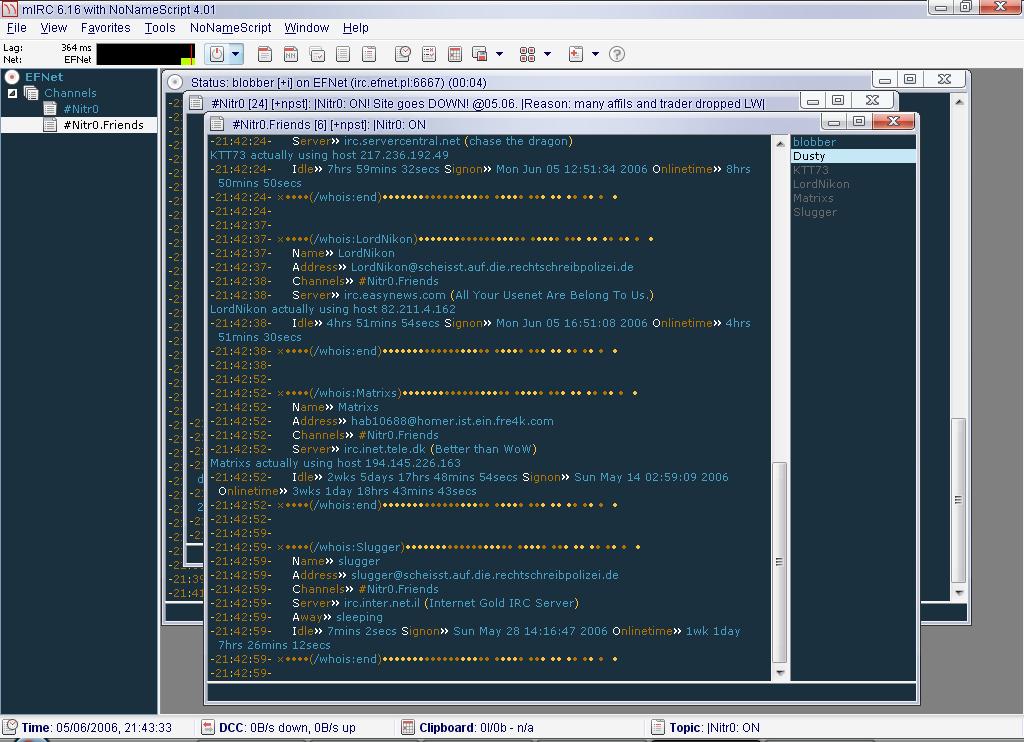 mIRC 6.16 with NoNameScript 4.01
File View Favorites Tools NoNameScript Window Help
Lag: 364 ms
Net: EFNet
EFNet
Channels
#Nitr0
#Nitr0.Friends
Status: blobber [+i] on EFNet (irc.efnet.pl:6667) (00:04)
#Nitr0 [24] [+npst]: |Nitr0: ON! Site goes DOWN! @05.06. |Reason: many affils and trader dropped LW|
#Nitr0.Friends [6] [+npst]: |Nitr0: ON
-21:42:24- Server» irc.servercentral.net (chase the dragon)
KTT73 actually using host 217.236.192.49
-21:42:24- Idle» 7hrs 59mins 32secs Signon» Mon Jun 05 12:51:34 2006 Onlinetime» 8hrs
50mins 50secs
-21:42:24- ו•••(/whois:end)
-21:42:24-
-21:42:37-
-21:42:37- ו•••(/whois:LordNikon)
-21:42:37- Name» LordNikon
-21:42:37- Address» LordNikon@scheisst.auf.die.rechtschreibpolizei.de
-21:42:38- Channels» #Nitr0.Friends
-21:42:38- Server» irc.easynews.com (All Your Usenet Are Belong To Us.)
LordNikon actually using host 82.211.4.162
-21:42:38- Idle» 4hrs 51mins 54secs Signon» Mon Jun 05 16:51:08 2006 Onlinetime» 4hrs
51mins 30secs
-21:42:38- ו•••(/whois:end)
-21:42:38-
-21:42:52-
-21:42:52- ו•••(/whois:Matrixs)
-21:42:52- Name» Matrixs
-21:42:52- Address» hab10688@homer.ist.ein.fre4k.com
-21:42:52- Channels» #Nitr0.Friends
-21:42:52- Server» irc.inet.tele.dk (Better than WoW)
Matrixs actually using host 194.145.226.163
-21:42:52- Idle» 2wks 5days 17hrs 48mins 54secs Signon» Sun May 14 02:59:09 2006
Onlinetime» 3wks 1day 18hrs 43mins 43secs
-21:42:52- ו•••(/whois:end)
-21:42:52-
-21:42:59-
-21:42:59- ו•••(/whois:Slugger)
-21:42:59- Name» slugger
-21:42:59- Address» slugger@scheisst.auf.die.rechtschreibpolizei.de
-21:42:59- Channels» #Nitr0.Friends
-21:42:59- Server» irc.inter.net.il (Internet Gold IRC Server)
-21:42:59- Away» sleeping
-21:42:59- Idle» 7mins 2secs Signon» Sun May 28 14:16:47 2006 Onlinetime» 1wk 1day
7hrs 26mins 12secs
-21:42:59- ו•••(/whois:end)
-21:42:59-
blobber
Dusty
KTT73
LordNikon
Matrixs
Slugger
Time: 05/06/2006, 21:43:33
DCC: 0B/s down, 0B/s up
Clipboard: 0l/0b - n/a
Topic: |Nitr0: ON